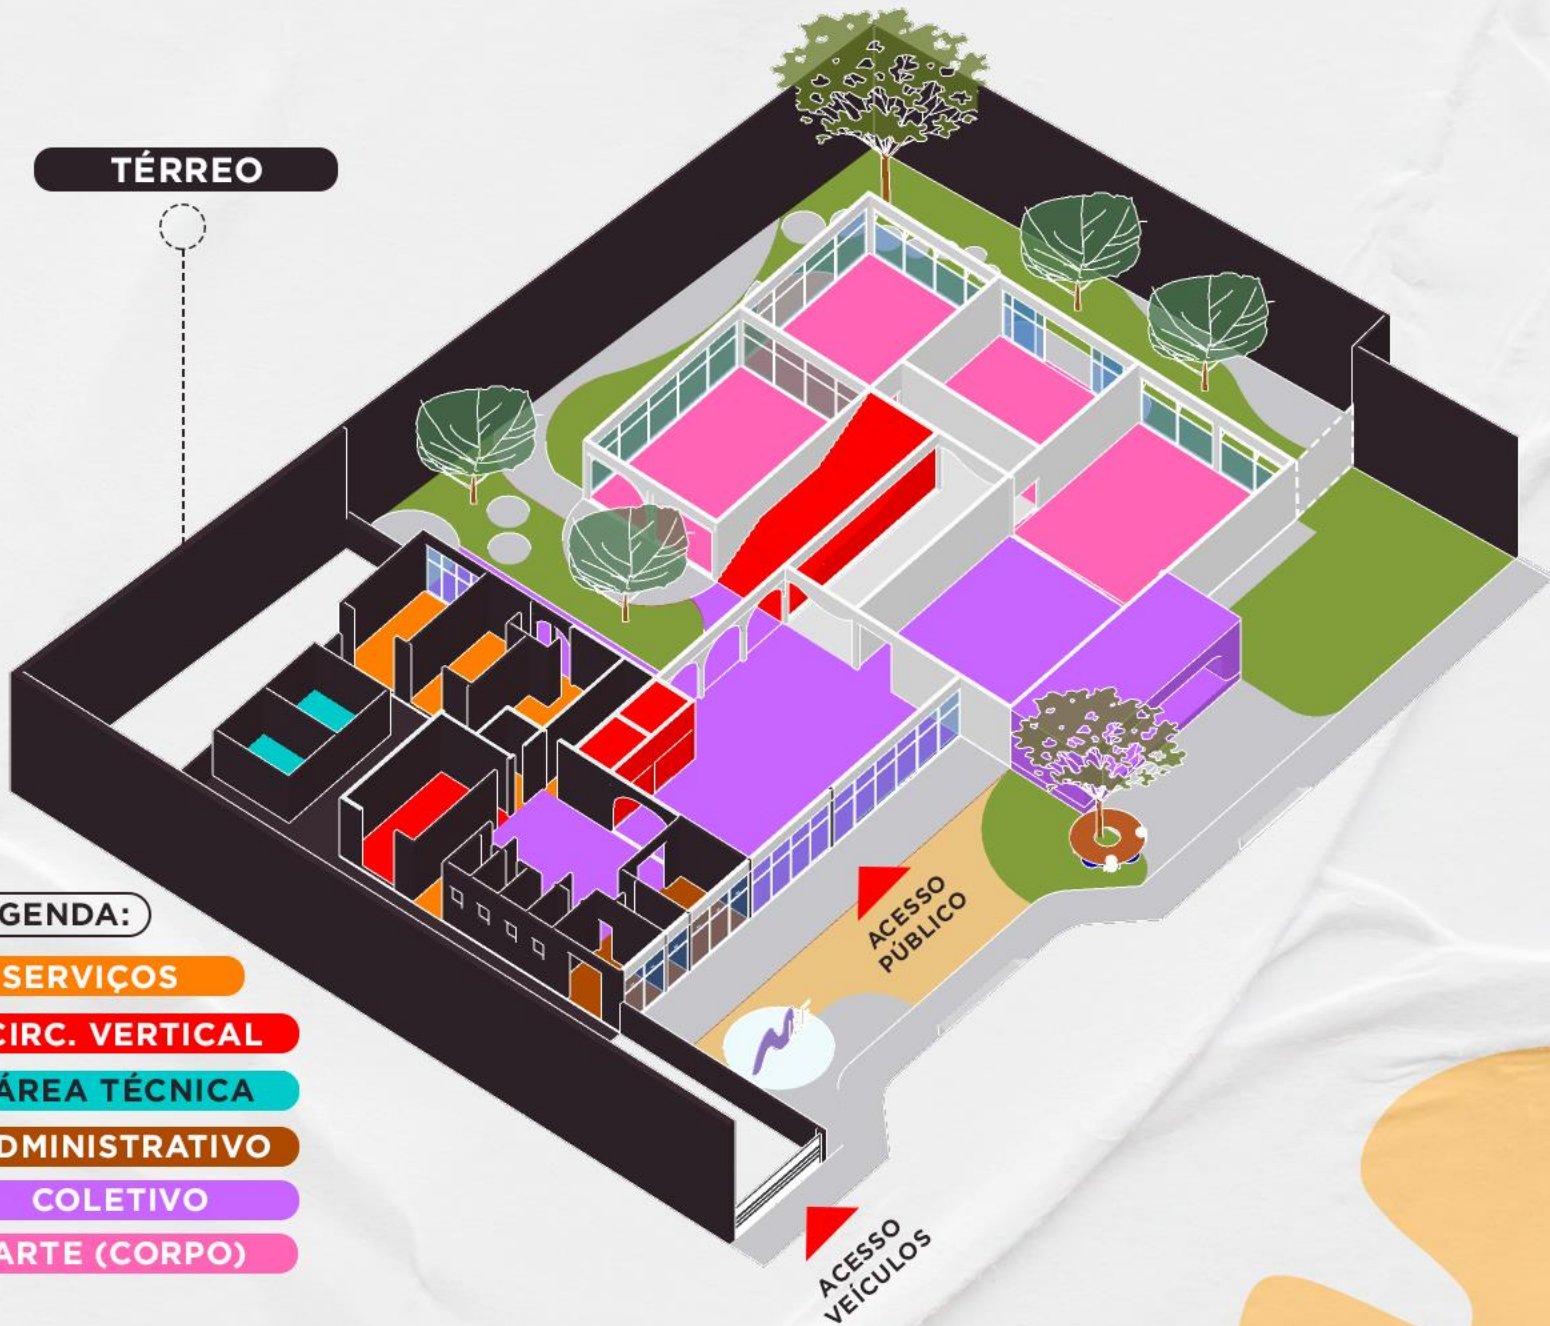 TÉRREO
GENDA:
SERVIÇOS
CIRC. VERTICAL
ÁREA TÉCNICA
DMINISTRATIVO
COLETIVO
ARTE (CORPO)
ACESSO
PÚBLICO
ACESSO
VEÍCULOS